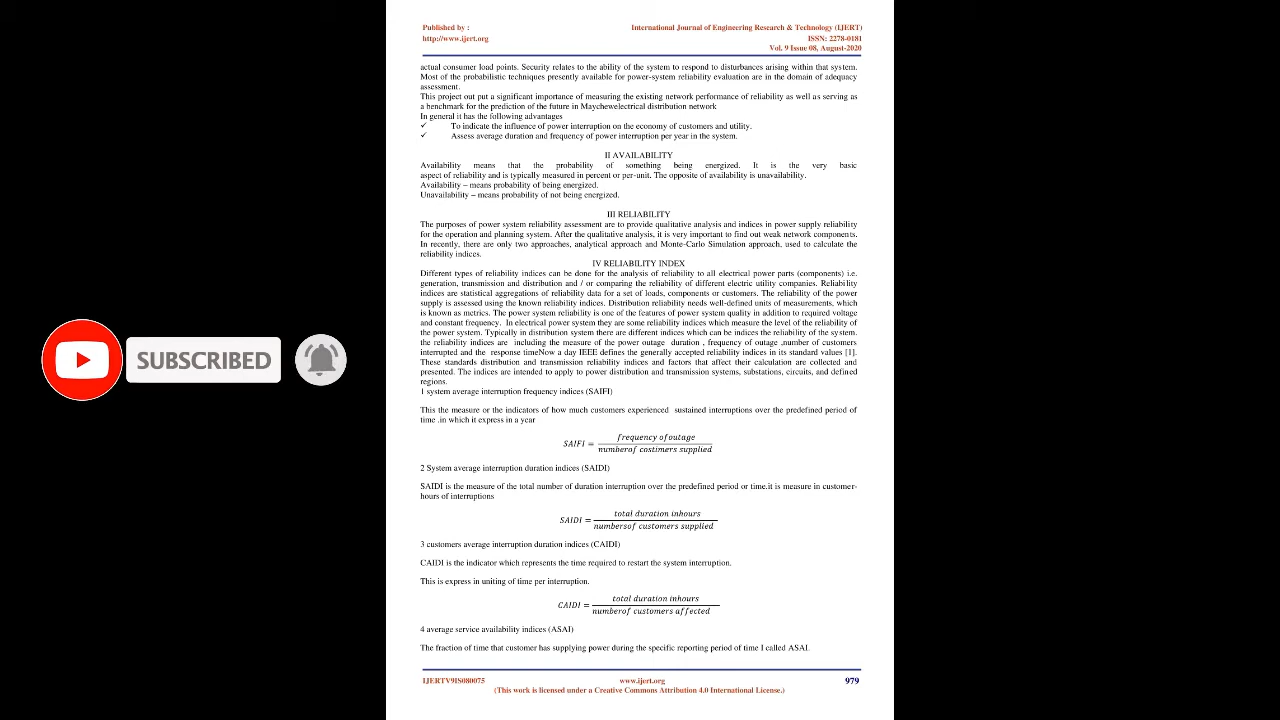 Published by :
International Journal of Engineering Research & Technology (IJERT)
http://www.ijert.org
ISSN: 2278-0181
Vol. 9 Issue 08, August-2020
actual consumer load points. Security relates to the ability of the system to respond to disturbances arising within that system.
Most of the probabilistic techniques presently available for power-system reliability evaluation are in the domain of adequacy
assessment.
This project out put a significant importance of measuring the existing network performance of reliability as well as serving as
a benchmark for the prediction of the future in Maychewelectrical distribution network
In general it has the following advantages
✓ To indicate the influence of power interruption on the economy of customers and utility.
✓ Assess average duration and frequency of power interruption per year in the system.
II AVAILABILITY
Availability means that the probability of something being energized. It is the very basic
aspect of reliability and is typically measured in percent or per-unit. The opposite of availability is unavailability.
Availability – means probability of being energized.
Unavailability – means probability of not being energized.
III RELIABILITY
The purposes of power system reliability assessment are to provide qualitative analysis and indices in power supply reliability
for the operation and planning system. After the qualitative analysis, it is very important to find out weak network components.
In recently, there are only two approaches, analytical approach and Monte-Carlo Simulation approach, used to calculate the
reliability indices.
IV RELIABILITY INDEX
Different types of reliability indices can be done for the analysis of reliability to all electrical power parts (components) i.e.
generation, transmission and distribution and / or comparing the reliability of different electric utility companies. Reliability
indices are statistical aggregations of reliability data for a set of loads, components or customers. The reliability of the power
supply is assessed using the known reliability indices. Distribution reliability needs well-defined units of measurements, which
is known as metrics. The power system reliability is one of the features of power system quality in addition to required voltage
and constant frequency. In electrical power system they are some reliability indices which measure the level of the reliability of
the power system. Typically in distribution system there are different indices which can be indices the reliability of the system.
the reliability indices are including the measure of the power outage duration , frequency of outage ,number of customers
interrupted and the response timeNow a day IEEE defines the generally accepted reliability indices in its standard values [1].
These standards distribution and transmission reliability indices and factors that affect their calculation are collected and
presented. The indices are intended to apply to power distribution and transmission systems, substations, circuits, and defined
regions.
1 system average interruption frequency indices (SAIFI)
This the measure or the indicators of how much customers experienced sustained interruptions over the predefined period of
time .in which it express in a year
SAIFI = frequency ofoutage
numberof costimers supplied
2 System average interruption duration indices (SAIDI)
SAIDI is the measure of the total number of duration interruption over the predefined period or time.it is measure in customer-
hours of interruptions
SAIDI = total duration inhours
numbersof customers supplied
3 customers average interruption duration indices (CAIDI)
CAIDI is the indicator which represents the time required to restart the system interruption.
This is express in uniting of time per interruption.
CAIDI = total duration inhours
numberof customers affected
4 average service availability indices (ASAI)
The fraction of time that customer has supplying power during the specific reporting period of time I called ASAI.
IJERTV9IS080075
www.ijert.org
979
(This work is licensed under a Creative Commons Attribution 4.0 International License.)
SUBSCRIBED